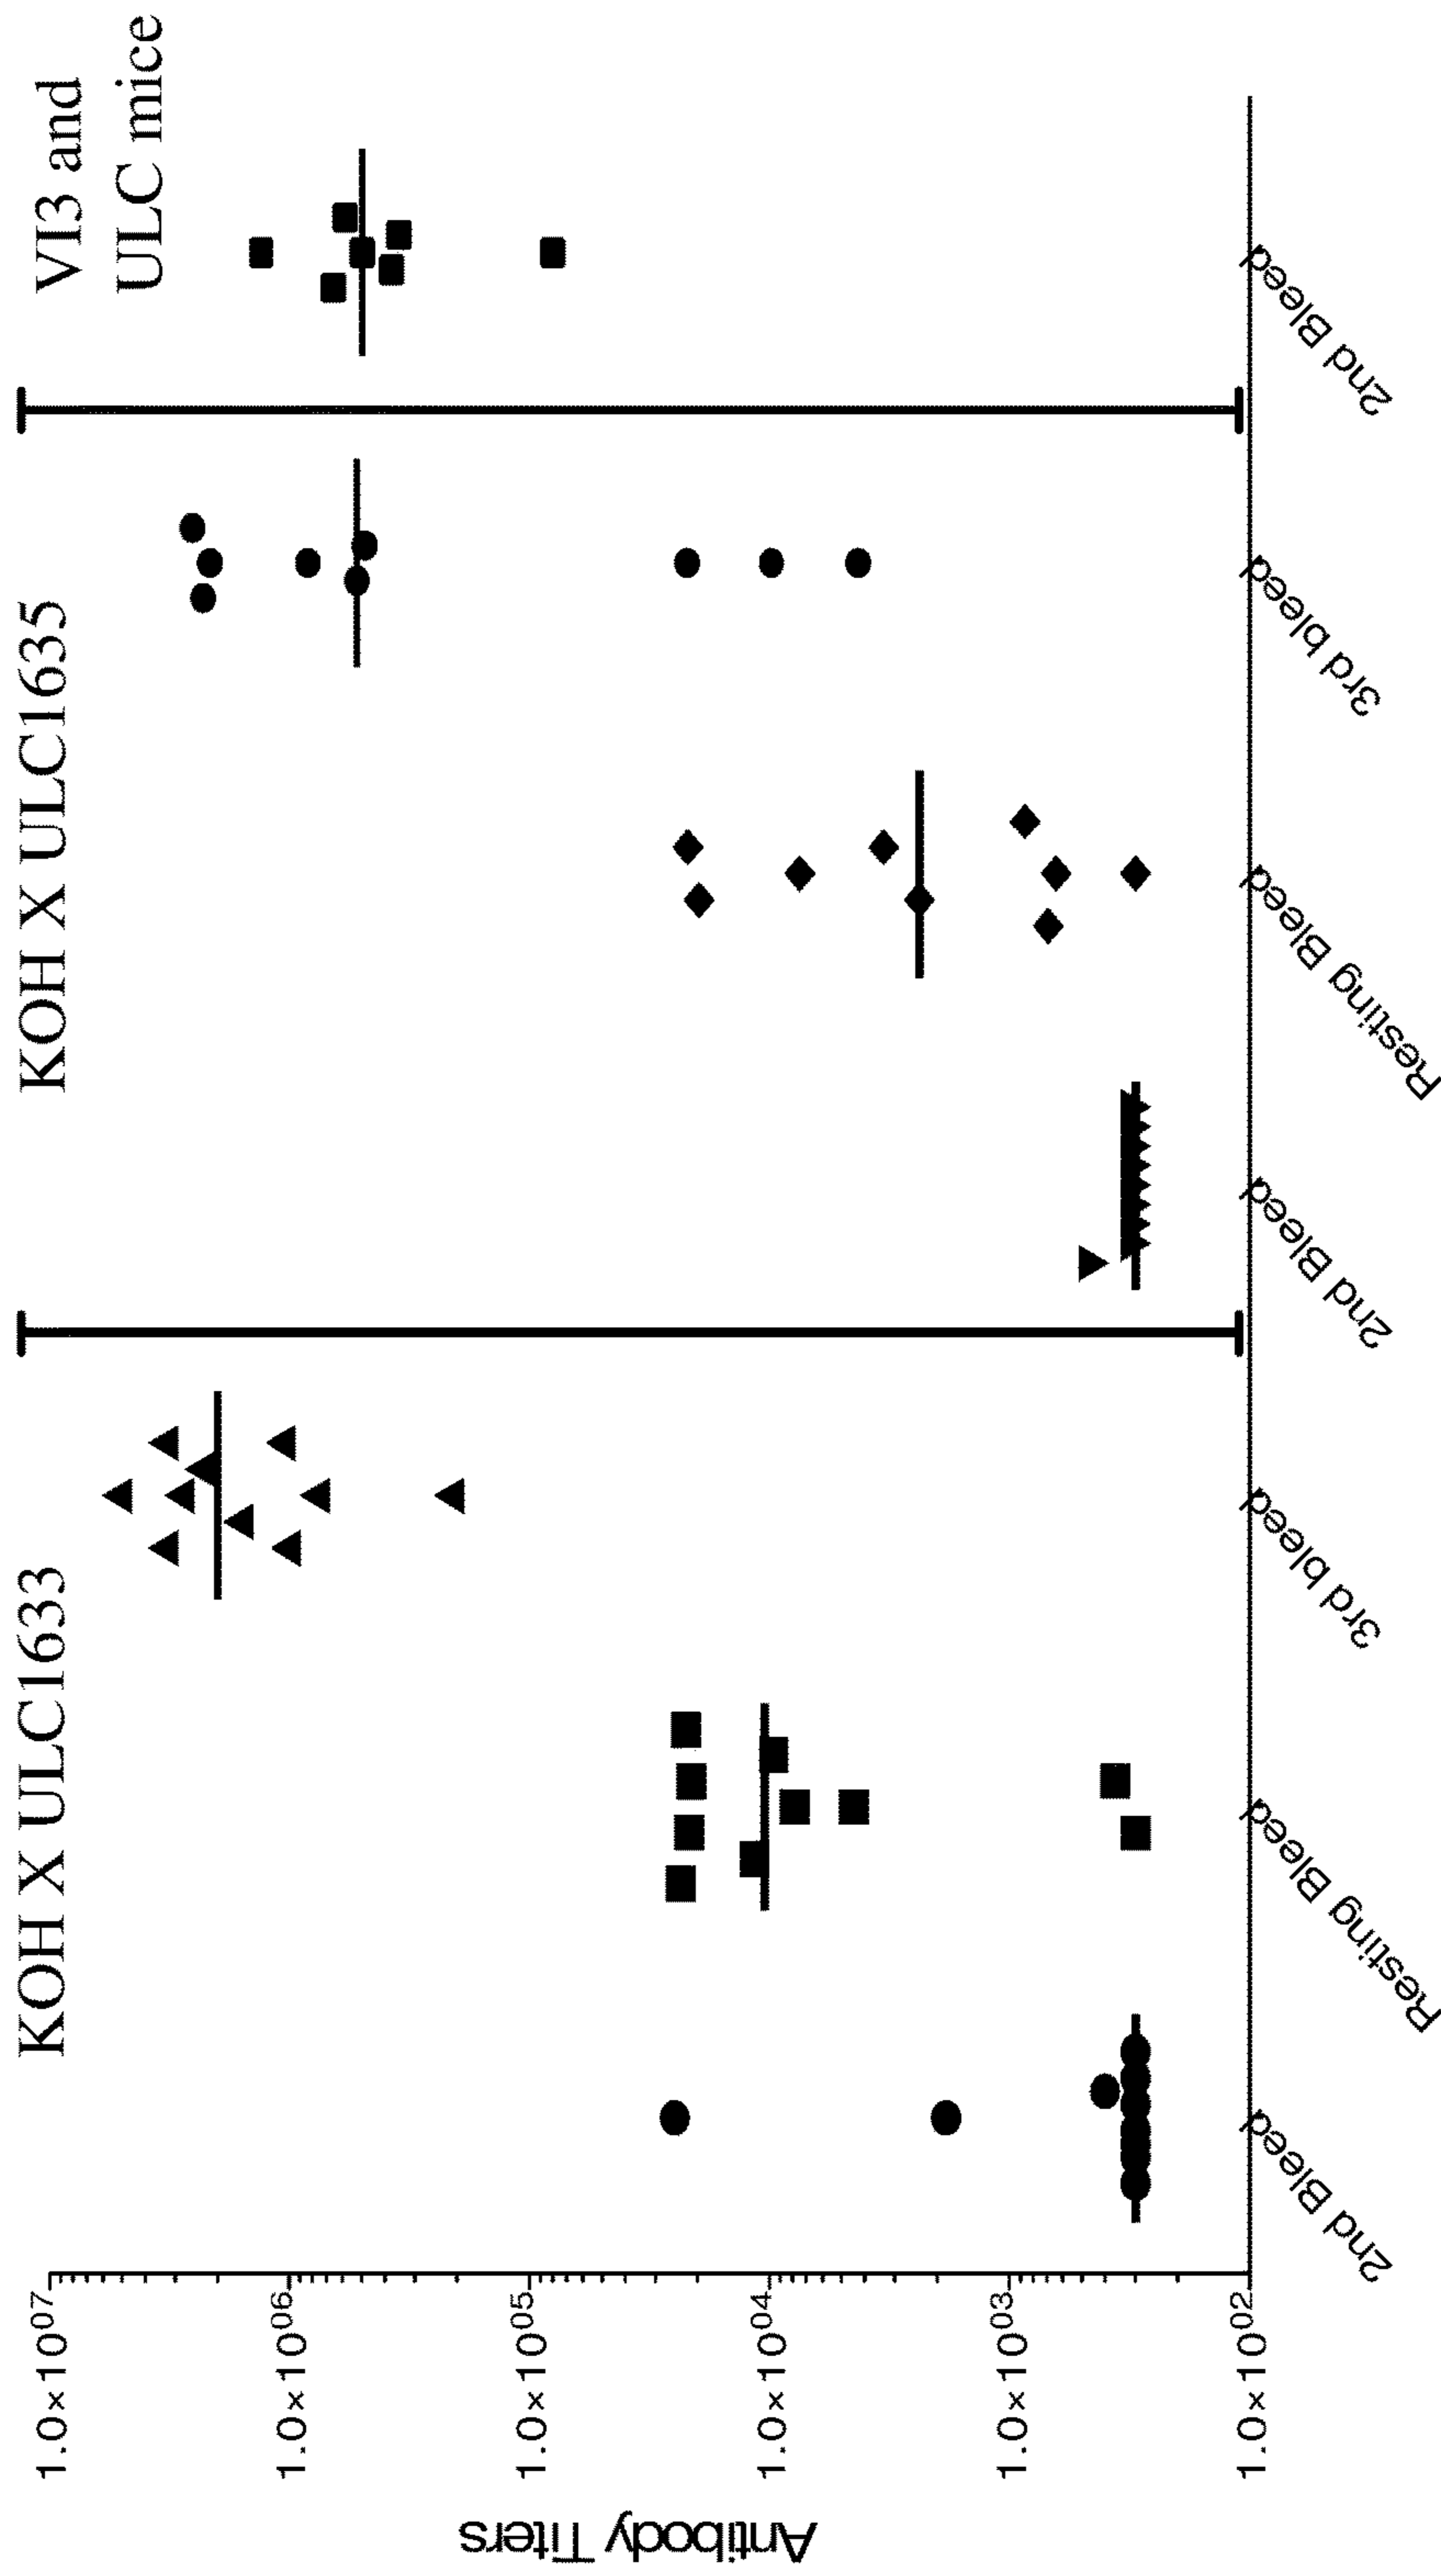 KOH X ULC1633
KOH X ULC1635
VI3 and
ULC mice
Antibody Titers
1.0×10⁰⁷
1.0×10⁰⁶
1.0×10⁰⁵
1.0×10⁰⁴
1.0×10⁰³
1.0×10⁰²
2nd Bleed
Resting Bleed
3rd bleed
2nd Bleed
Resting Bleed
3rd bleed
2nd Bleed